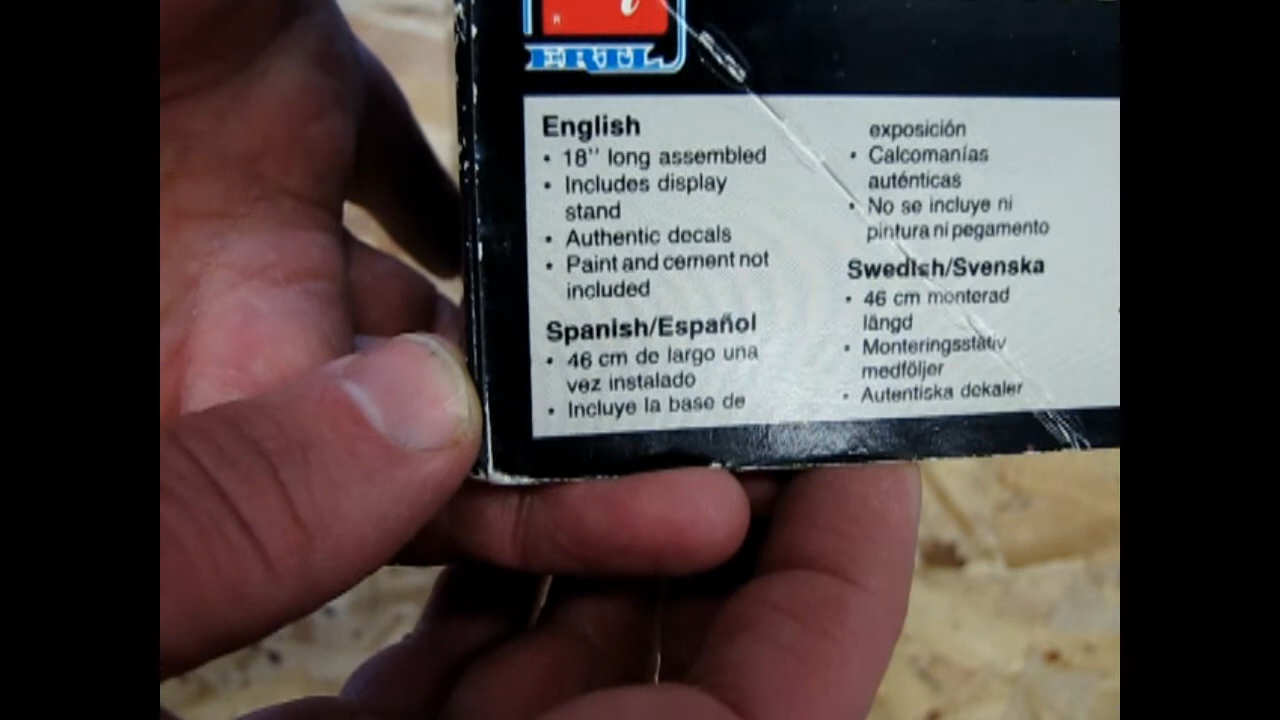 ERTL
English
• 18'' long assembled
• Includes display
stand
• Authentic decals
• Paint and cement not
included
Spanish/Español
• 46 cm de largo una
vez instalado
• Incluye la base de
exposición
• Calcomanías
auténticas
• No se incluye ni
pintura ni pegamento
Swedish/Svenska
• 46 cm monterad
längd
• Monteringsstativ
medföljer
• Autentiska dekaler